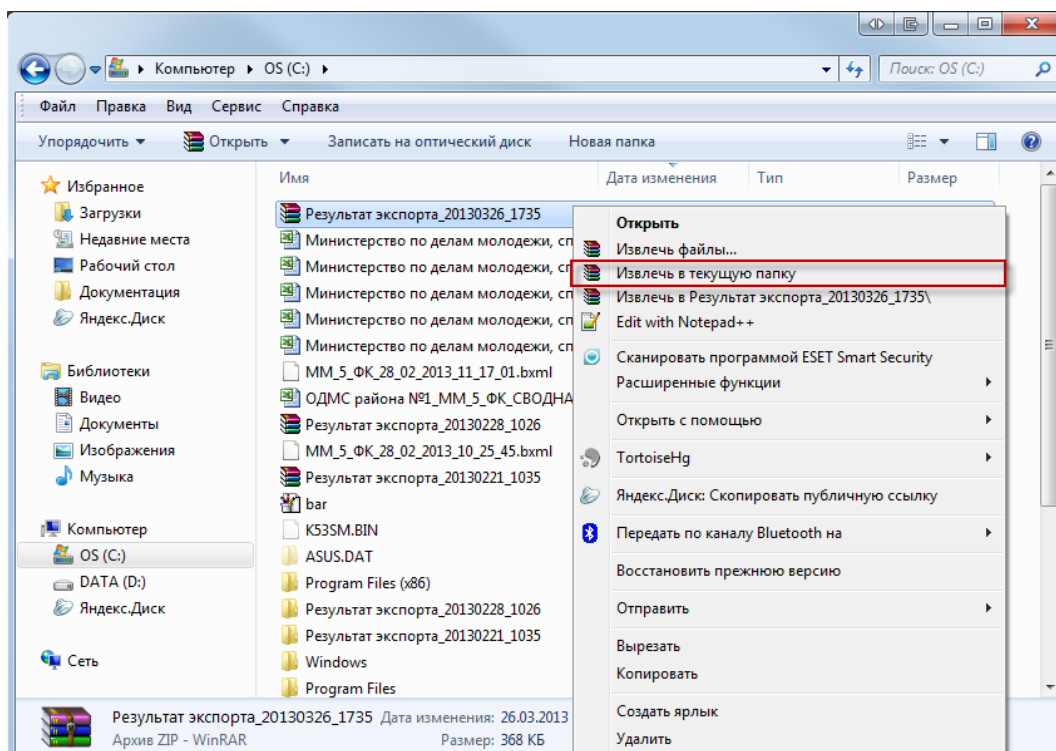 Компьютер ▸ OS (C:) ▸
Поиск: OS (C:)
Файл Правка Вид Сервис Справка
Упорядочить Открыть Записать на оптический диск Новая папка
Избранное
Загрузки
Недавние места
Рабочий стол
Документация
Яндекс.Диск
Библиотеки
Видео
Документы
Изображения
Музыка
Компьютер
OS (C:)
DATA (D:)
Яндекс.Диск
Сеть
Имя Дата изменения Тип Размер
Результат экспорта_20130326_1735
Министерство по делам молодежи, сп
Министерство по делам молодежи, сп
Министерство по делам молодежи, сп
Министерство по делам молодежи, сп
Министерство по делам молодежи, сп
ММ_5_ФК_28_02_2013_11_17_01.bxml
ОДМС района №1_ММ_5_ФК_СВОДНА
Результат экспорта_20130228_1026
ММ_5_ФК_28_02_2013_10_25_45.bxml
Результат экспорта_20130221_1035
bar
K53SM.BIN
ASUS.DAT
Program Files (x86)
Результат экспорта_20130228_1026
Результат экспорта_20130221_1035
Windows
Program Files
Открыть
Извлечь файлы...
Извлечь в текущую папку
Извлечь в Результат экспорта_20130326_1735\
Edit with Notepad++
Сканировать программой ESET Smart Security
Расширенные функции
Открыть с помощью
TortoiseHg
Яндекс.Диск: Скопировать публичную ссылку
Передать по каналу Bluetooth на
Восстановить прежнюю версию
Отправить
Вырезать
Копировать
Создать ярлык
Удалить
Результат экспорта_20130326_1735 Дата изменения: 26.03.2013
Архив ZIP - WinRAR Размер: 368 КБ